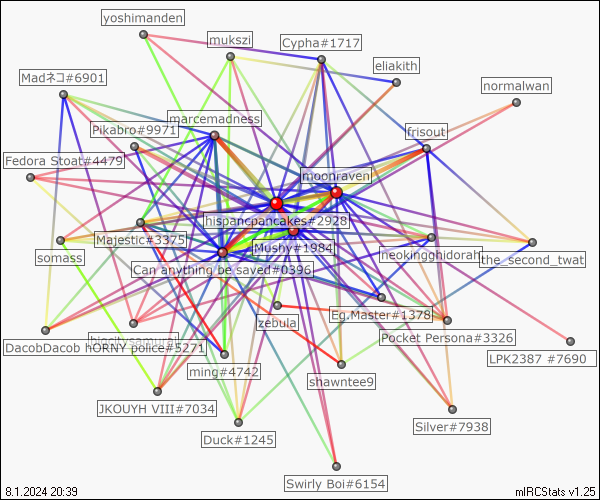 yoshimanden
mukszi
Cypha#1717
eliakith
Madネコ#6901
normalwan
marcemadness
Pikabro#9971
frisout
Fedora Stoat#4479
moonraven
hispancpancakes#2928
Majestic#3375
Mushy#1984
somass
neokingghidorah
the_second_twat
Can anything be saved#0396
zebula
Eg.Master#1378
Pocket Persona#3326
DacobDacob hORNY police#5271
LPK2387 #7690
ming#4742
shawntee9
JKOUYH VIII#7034
Silver#7938
Duck#1245
Swirly Boi#6154
8.1.2024 20:39
mIRCStats v1.25